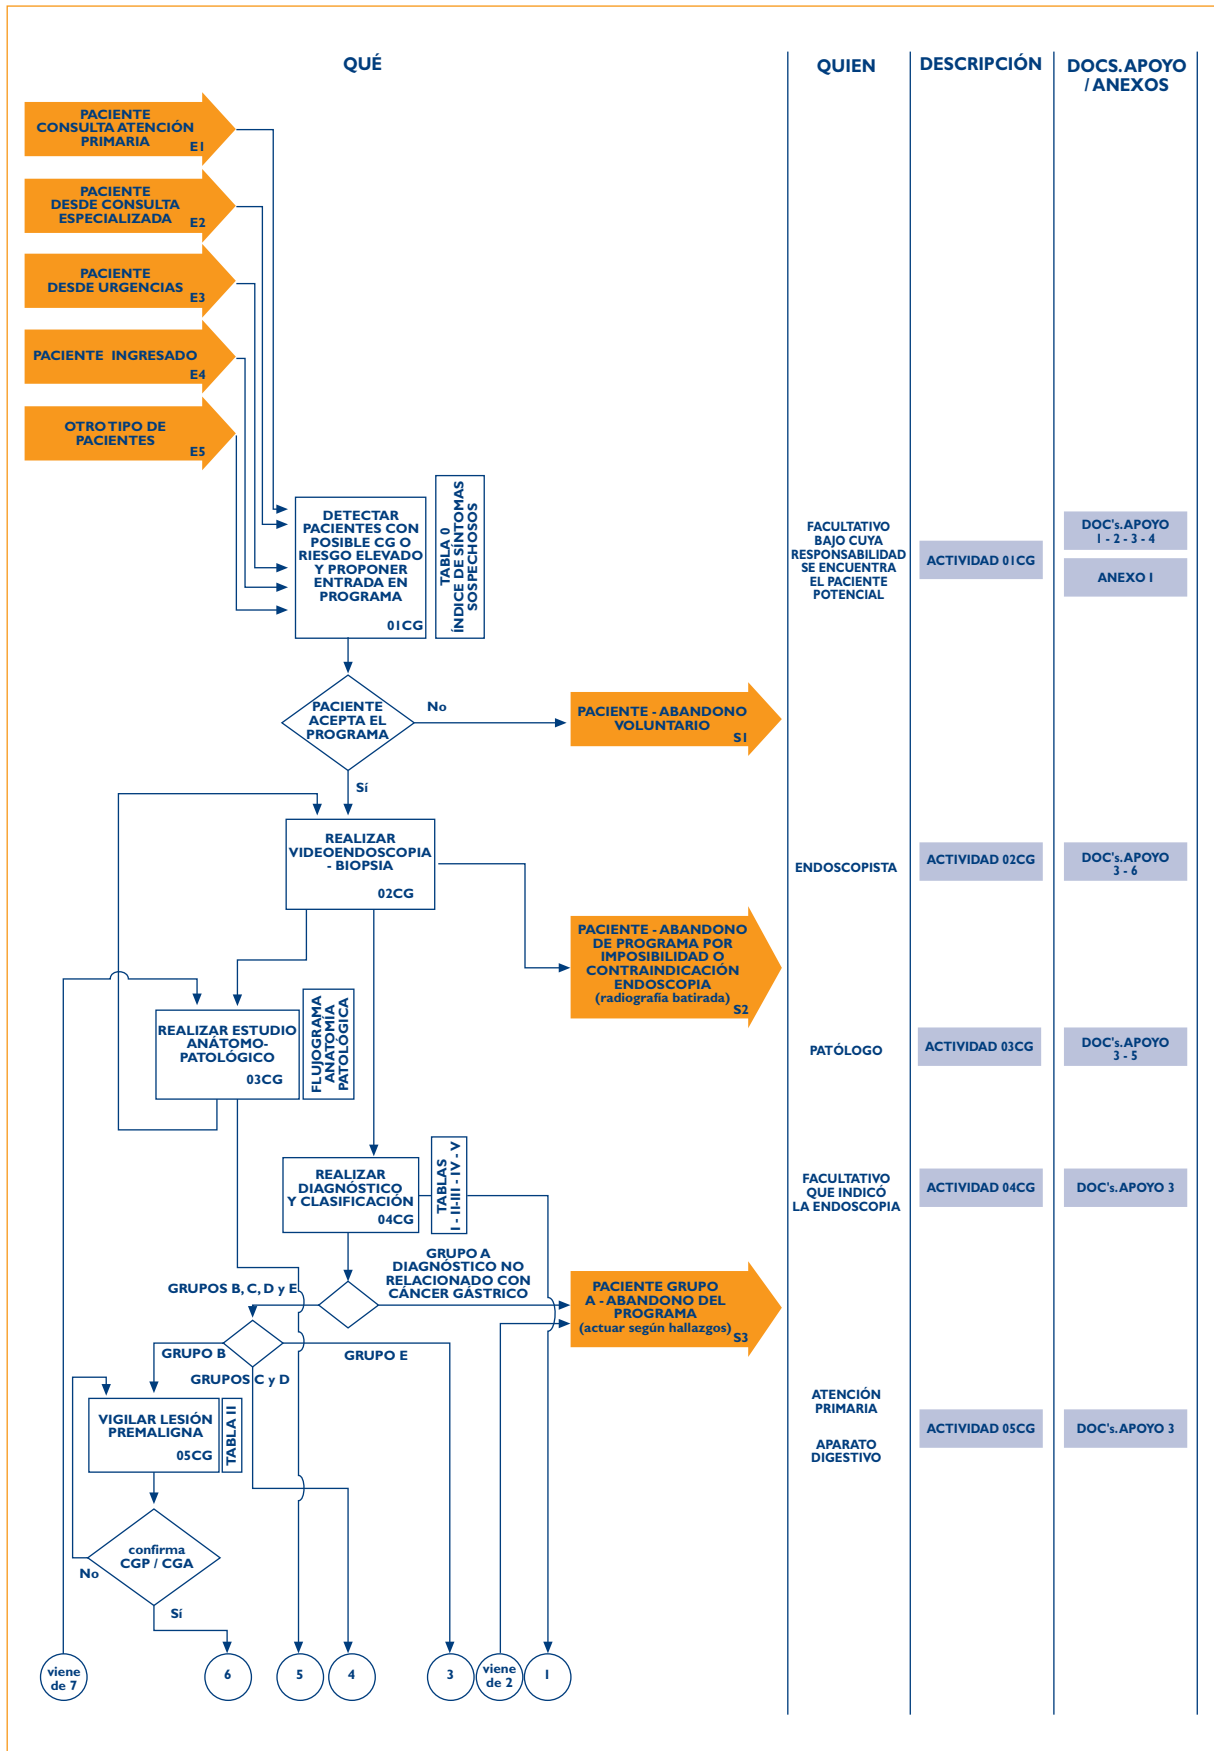 QUÉ
QUIEN
DESCRIPCIÓN
DOCS. APOYO
/ ANEXOS
PACIENTE
CONSULTA ATENCIÓN
PRIMARIA
E1
PACIENTE
DESDE CONSULTA
ESPECIALIZADA
E2
PACIENTE
DESDE URGENCIAS
E3
PACIENTE INGRESADO
E4
OTRO TIPO DE
PACIENTES
E5
DETECTAR
PACIENTES CON
POSIBLE CG O
RIESGO ELEVADO
Y PROPONER
ENTRADA EN
PROGRAMA
01CG
TABLA 0
ÍNDICE DE SÍNTOMAS
SOSPECHOSOS
FACULTATIVO
BAJO CUYA
RESPONSABILIDAD
SE ENCUENTRA
EL PACIENTE
POTENCIAL
ACTIVIDAD 01CG
DOC's. APOYO
1 - 2 - 3 - 4
ANEXO I
PACIENTE
ACEPTA EL
PROGRAMA
No
PACIENTE - ABANDONO
VOLUNTARIO
S1
Sí
REALIZAR
VIDEOENDOSCOPIA
- BIOPSIA
02CG
ENDOSCOPISTA
ACTIVIDAD 02CG
DOC's. APOYO
3 - 6
PACIENTE - ABANDONO
DE PROGRAMA POR
IMPOSIBILIDAD O
CONTRAINDICACIÓN
ENDOSCOPIA
(radiografía batirada)
S2
REALIZAR ESTUDIO
ANÁTOMO-
PATOLÓGICO
03CG
FLUJOGRAMA
ANATOMÍA
PATOLÓGICA
PATÓLOGO
ACTIVIDAD 03CG
DOC's. APOYO
3 - 5
REALIZAR
DIAGNÓSTICO
Y CLASIFICACIÓN
04CG
TABLAS
I - II-III - IV - V
FACULTATIVO
QUE INDICÓ
LA ENDOSCOPIA
ACTIVIDAD 04CG
DOC's. APOYO 3
GRUPO A
DIAGNÓSTICO NO
RELACIONADO CON
CÁNCER GÁSTRICO
GRUPOS B, C, D y E
PACIENTE GRUPO
A - ABANDONO DEL
PROGRAMA
(actuar según hallazgos)
S3
GRUPO B
GRUPO E
GRUPOS C y D
VIGILAR LESIÓN
PREMALIGNA
05CG
TABLA II
ATENCIÓN
PRIMARIA
APARATO
DIGESTIVO
ACTIVIDAD 05CG
DOC's. APOYO 3
confirma
CGP / CGA
No
Sí
viene
de 7
6
5
4
3
viene
de 2
1